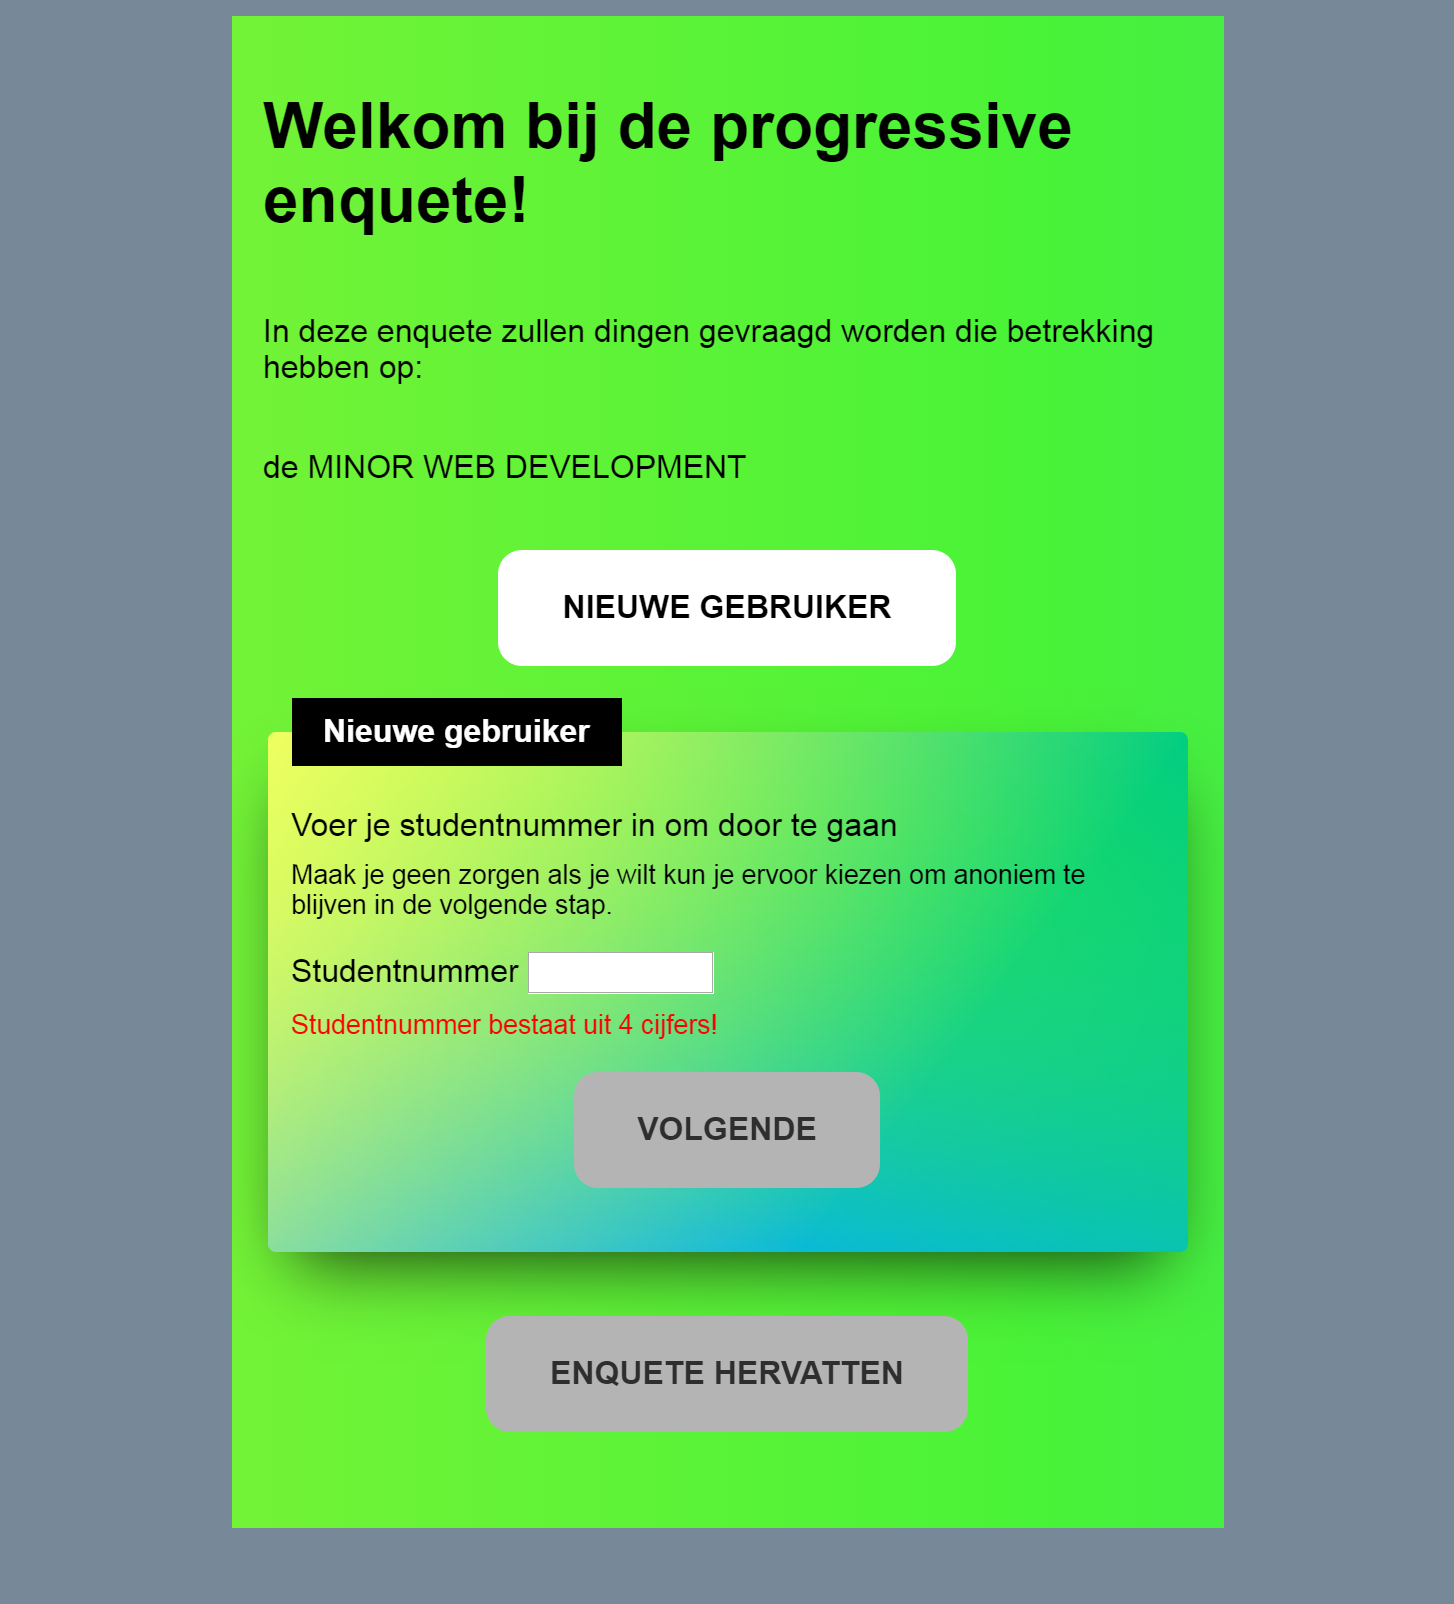 Welkom bij de progressive
enquete!
In deze enquete zullen dingen gevraagd worden die betrekking
hebben op:
de MINOR WEB DEVELOPMENT
NIEUWE GEBRUIKER
Nieuwe gebruiker
Voer je studentnummer in om door te gaan
Maak je geen zorgen als je wilt kun je ervoor kiezen om anoniem te
blijven in de volgende stap.
Studentnummer
Studentnummer bestaat uit 4 cijfers!
VOLGENDE
ENQUETE HERVATTEN